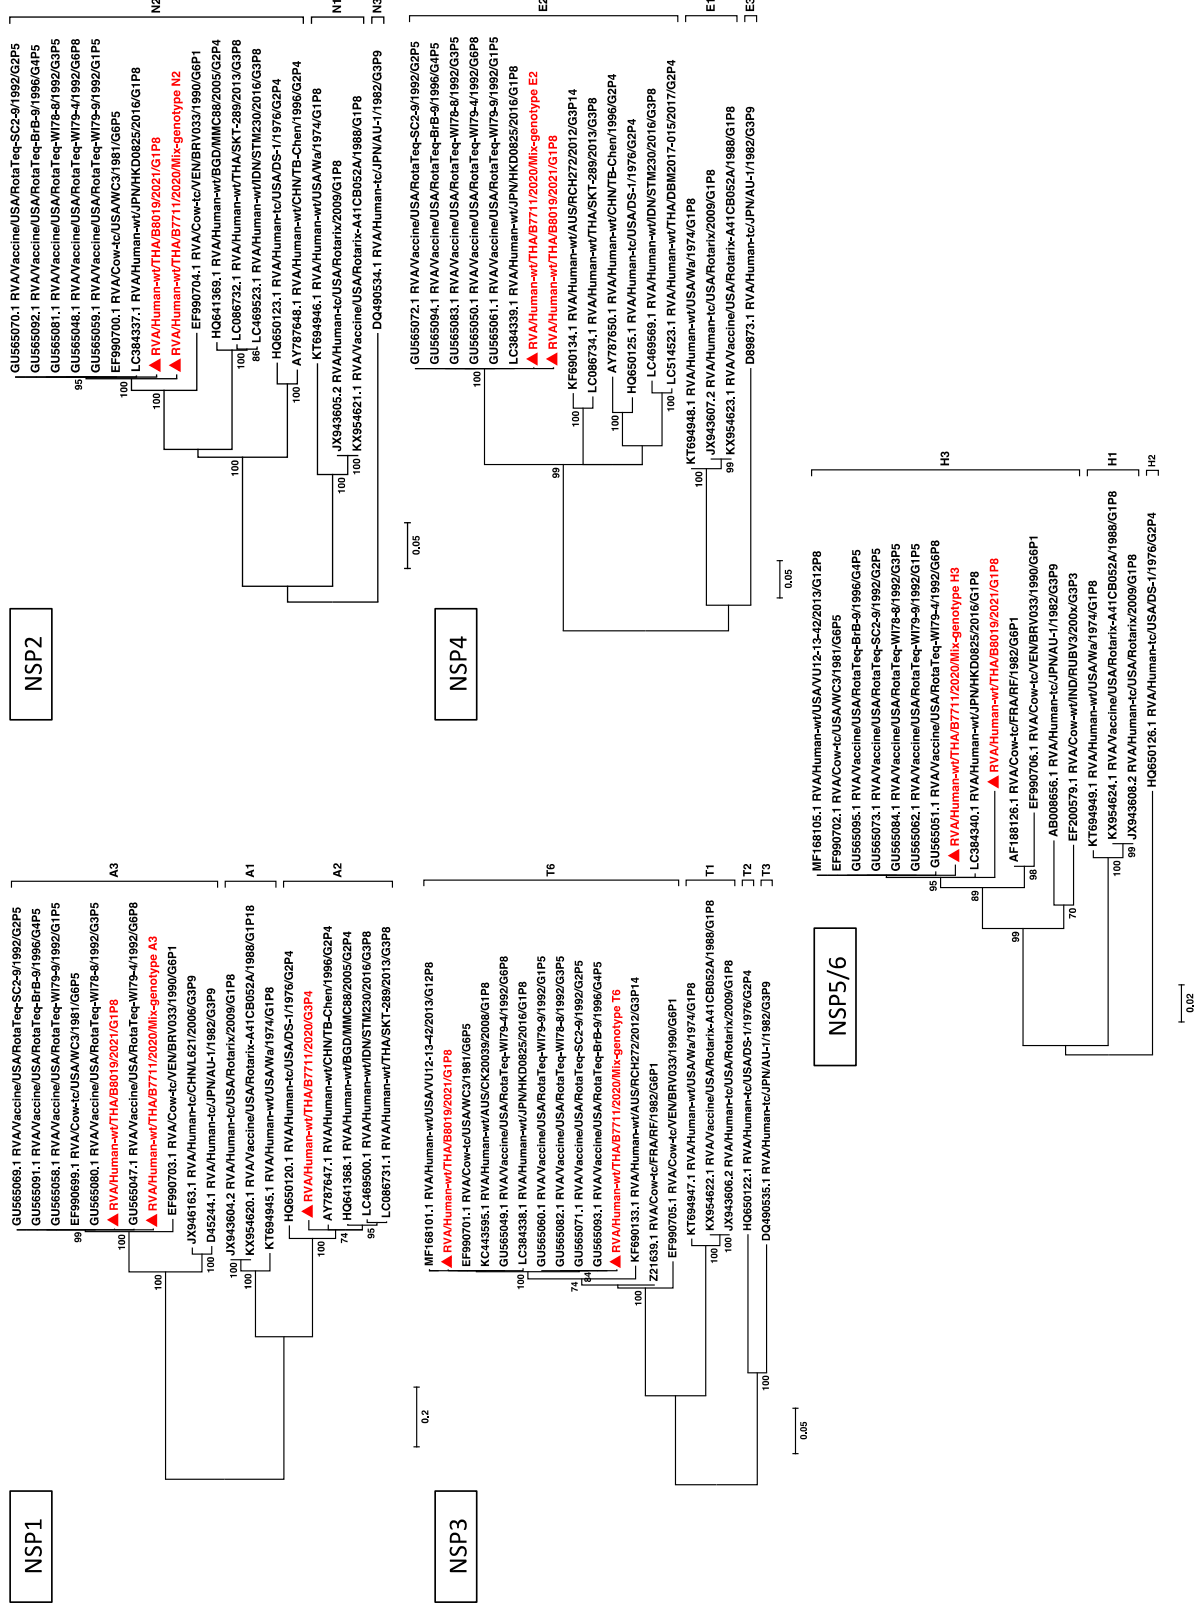 NSP1
GU565069.1 RVA/Vaccine/USA/RotaTeq-SC2-9/1992/G2P5
GU565091.1 RVA/Vaccine/USA/RotaTeq-BrB-9/1996/G4P5
GU565058.1 RVA/Vaccine/USA/RotaTeq-WI79-9/1992/G1P5
EF990699.1 RVA/Cow-tc/USA/WC3/1981/G6P5
GU565080.1 RVA/Vaccine/USA/RotaTeq-WI78-8/1992/G3P5
RVA/Human-wt/THA/B8019/2021/G1P8
GU565047.1 RVA/Vaccine/USA/RotaTeq-WI79-4/1992/G6P8
RVA/Human-wt/THA/B7711/2020/Mix-genotype A3
EF990703.1 RVA/Cow-tc/VEN/BRV033/1990/G6P1
JX946163.1 RVA/Human-tc/CHN/L621/2006/G3P9
D45244.1 RVA/Human-tc/JPN/AU-1/1982/G3P9
JX943604.2 RVA/Human-tc/USA/Rotarix/2009/G1P8
KX954620.1 RVA/Vaccine/USA/Rotarix-A41CB052A/1988/G1P18
KT694945.1 RVA/Human-wt/USA/Wa/1974/G1P8
HQ650120.1 RVA/Human-tc/USA/DS-1/1976/G2P4
RVA/Human-wt/THA/B7711/2020/G3P4
AY787647.1 RVA/Human-wt/CHN/TB-Chen/1996/G2P4
HQ641368.1 RVA/Human-wt/BGD/MMC88/2005/G2P4
LC469500.1 RVA/Human-wt/IDN/STM230/2016/G3P8
LC086731.1 RVA/Human-wt/THA/SKT-289/2013/G3P8
A3
A1
A2
99
100
100
100
100
100
100
74
95
0.2
NSP2
GU565070.1 RVA/Vaccine/USA/RotaTeq-SC2-9/1992/G2P5
GU565092.1 RVA/Vaccine/USA/RotaTeq-BrB-9/1996/G4P5
GU565081.1 RVA/Vaccine/USA/RotaTeq-WI78-8/1992/G3P5
GU565048.1 RVA/Vaccine/USA/RotaTeq-WI79-4/1992/G6P8
GU565059.1 RVA/Vaccine/USA/RotaTeq-WI79-9/1992/G1P5
EF990700.1 RVA/Cow-tc/USA/WC3/1981/G6P5
LC384337.1 RVA/Human-wt/JPN/HKD0825/2016/G1P8
RVA/Human-wt/THA/B8019/2021/G1P8
RVA/Human-wt/THA/B7711/2020/Mix-genotype N2
EF990704.1 RVA/Cow-tc/VEN/BRV033/1990/G6P1
HQ641369.1 RVA/Human-wt/BGD/MMC88/2005/G2P4
LC086732.1 RVA/Human-wt/THA/SKT-289/2013/G3P8
LC469523.1 RVA/Human-wt/IDN/STM230/2016/G3P8
HQ650123.1 RVA/Human-tc/USA/DS-1/1976/G2P4
AY787648.1 RVA/Human-wt/CHN/TB-Chen/1996/G2P4
KT694946.1 RVA/Human-wt/USA/Wa/1974/G1P8
JX943605.2 RVA/Human-tc/USA/Rotarix/2009/G1P8
KX954621.1 RVA/Vaccine/USA/Rotarix-A41CB052A/1988/G1P8
DQ490534.1 RVA/Human-tc/JPN/AU-1/1982/G3P9
N2
N1
N3
95
100
100
100
86
100
100
100
100
0.05
NSP3
MF168101.1 RVA/Human-wt/USA/VU12-13-42/2013/G12P8
RVA/Human-wt/THA/B8019/2021/G1P8
EF990701.1 RVA/Cow-tc/USA/WC3/1981/G6P5
KC443595.1 RVA/Human-wt/AUS/CK20039/2008/G1P8
GU565049.1 RVA/Vaccine/USA/RotaTeq-WI79-4/1992/G6P8
LC384338.1 RVA/Human-wt/JPN/HKD0825/2016/G1P8
GU565060.1 RVA/Vaccine/USA/RotaTeq-WI79-9/1992/G1P5
GU565082.1 RVA/Vaccine/USA/RotaTeq-WI78-8/1992/G3P5
GU565071.1 RVA/Vaccine/USA/RotaTeq-SC2-9/1992/G2P5
GU565093.1 RVA/Vaccine/USA/RotaTeq-BrB-9/1996/G4P5
RVA/Human-wt/THA/B7711/2020/Mix-genotype T6
KF690133.1 RVA/Human-wt/AUS/RCH272/2012/G3P14
Z21639.1 RVA/Cow-tc/FRA/RF/1982/G6P1
EF990705.1 RVA/Cow-tc/VEN/BRV033/1990/G6P1
KT694947.1 RVA/Human-wt/USA/Wa/1974/G1P8
KX954622.1 RVA/Vaccine/USA/Rotarix-A41CB052A/1988/G1P8
JX943606.2 RVA/Human-tc/USA/Rotarix/2009/G1P8
HQ650122.1 RVA/Human-tc/USA/DS-1/1976/G2P4
DQ490535.1 RVA/Human-tc/JPN/AU-1/1982/G3P9
T6
T1
T2
T3
100
74
84
100
100
100
100
0.05
NSP4
GU565072.1 RVA/Vaccine/USA/RotaTeq-SC2-9/1992/G2P5
GU565094.1 RVA/Vaccine/USA/RotaTeq-BrB-9/1996/G4P5
GU565083.1 RVA/Vaccine/USA/RotaTeq-WI78-8/1992/G3P5
GU565050.1 RVA/Vaccine/USA/RotaTeq-WI79-4/1992/G6P8
GU565061.1 RVA/Vaccine/USA/RotaTeq-WI79-9/1992/G1P5
LC384339.1 RVA/Human-wt/JPN/HKD0825/2016/G1P8
RVA/Human-wt/THA/B7711/2020/Mix-genotype E2
RVA/Human-wt/THA/B8019/2021/G1P8
KF690134.1 RVA/Human-wt/AUS/RCH272/2012/G3P14
LC086734.1 RVA/Human-wt/THA/SKT-289/2013/G3P8
AY787650.1 RVA/Human-wt/CHN/TB-Chen/1996/G2P4
HQ650125.1 RVA/Human-tc/USA/DS-1/1976/G2P4
LC469569.1 RVA/Human-wt/IDN/STM230/2016/G3P8
LC514523.1 RVA/Human-wt/THA/DBM2017-015/2017/G2P4
KT694948.1 RVA/Human-wt/USA/Wa/1974/G1P8
JX943607.2 RVA/Human-tc/USA/Rotarix/2009/G1P8
KX954623.1 RVA/Vaccine/USA/Rotarix-A41CB052A/1988/G1P8
D89873.1 RVA/Human-tc/JPN/AU-1/1982/G3P9
E2
E1
E3
100
99
100
100
100
100
99
0.05
NSP5/6
MF168105.1 RVA/Human-wt/USA/VU12-13-42/2013/G12P8
EF990702.1 RVA/Cow-tc/USA/WC3/1981/G6P5
GU565095.1 RVA/Vaccine/USA/RotaTeq-BrB-9/1996/G4P5
GU565073.1 RVA/Vaccine/USA/RotaTeq-SC2-9/1992/G2P5
GU565084.1 RVA/Vaccine/USA/RotaTeq-WI78-8/1992/G3P5
GU565062.1 RVA/Vaccine/USA/RotaTeq-WI79-9/1992/G1P5
GU565051.1 RVA/Vaccine/USA/RotaTeq-WI79-4/1992/G6P8
RVA/Human-wt/THA/B7711/2020/Mix-genotype H3
LC384340.1 RVA/Human-wt/JPN/HKD0825/2016/G1P8
RVA/Human-wt/THA/B8019/2021/G1P8
AF188126.1 RVA/Cow-tc/FRA/RF/1982/G6P1
EF990706.1 RVA/Cow-tc/VEN/BRV033/1990/G6P1
AB008656.1 RVA/Human-tc/JPN/AU-1/1982/G3P9
EF200579.1 RVA/Cow-wt/IND/RUBV3/200x/G3P3
KT694949.1 RVA/Human-wt/USA/Wa/1974/G1P8
KX954624.1 RVA/Vaccine/USA/Rotarix-A41CB052A/1988/G1P8
JX943608.2 RVA/Human-tc/USA/Rotarix/2009/G1P8
HQ650126.1 RVA/Human-tc/USA/DS-1/1976/G2P4
H3
H1
H2
95
89
98
99
70
100
99
0.02